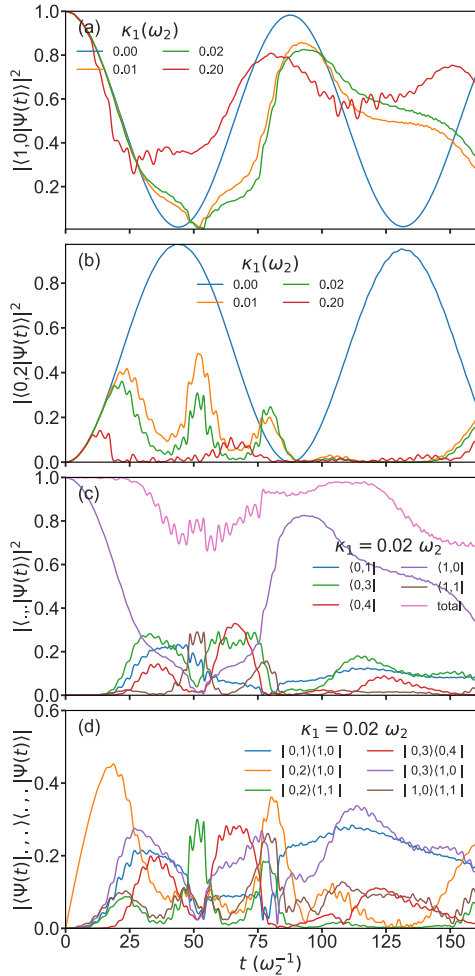 (a)
κ₁(ω₂)
0.00
0.02
0.01
0.20
|⟨1,0|Ψ(t)⟩|²
1.0
0.8
0.6
0.4
0.2
(b)
κ₁(ω₂)
0.00
0.02
0.01
0.20
|⟨0,2|Ψ(t)⟩|²
0.8
0.6
0.4
0.2
0.0
(c)
κ₁ = 0.02 ω₂
⟨0,1|
⟨1,0|
⟨0,3|
⟨1,1|
⟨0,4|
total
|⟨...|Ψ(t)⟩|²
1.0
0.8
0.6
0.4
0.2
0.0
(d)
κ₁ = 0.02 ω₂
|0,1⟩⟨1,0|
|0,3⟩⟨0,4|
|0,2⟩⟨1,0|
|0,3⟩⟨1,0|
|0,2⟩⟨1,1|
|1,0⟩⟨1,1|
|⟨Ψ(t)|.,.⟩⟨.,.|Ψ(t)⟩|
0.6
0.4
0.2
0.0
0 25 50 75 100 125 150
t (ω₂⁻¹)